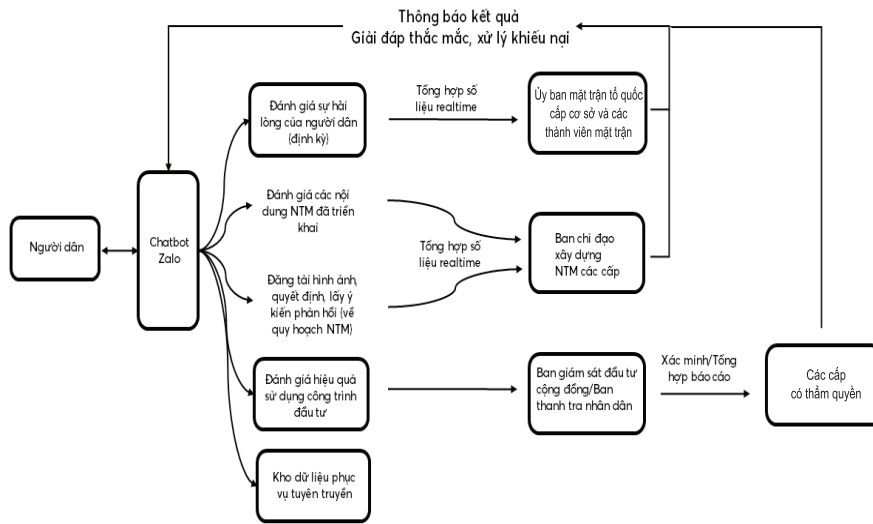 Thông báo kết quả
Giải đáp thắc mắc, xử lý khiếu nại
Đánh giá sự hài
lòng của người dân
(định kỳ)
Tổng hợp số
liệu realtime
Ủy ban mặt trận tổ quốc
cấp cơ sở và các
thành viên mặt trận
Người dân
Chatbot
Zalo
Đánh giá các nội
dung NTM đã triển
khai
Đăng tải hình ảnh,
quyết định, lấy ý
kiến phản hồi (về
quy hoạch NTM)
Tổng hợp số
liệu realtime
Ban chỉ đạo
xây dựng
NTM các cấp
Đánh giá hiệu quả
sử dụng công trình
đầu tư
Ban giám sát đầu tư
cộng đồng/Ban
thanh tra nhân dân
Xác minh/Tổng
hợp báo cáo
Các cấp
có thẩm quyền
Kho dữ liệu phục
vụ tuyên truyền